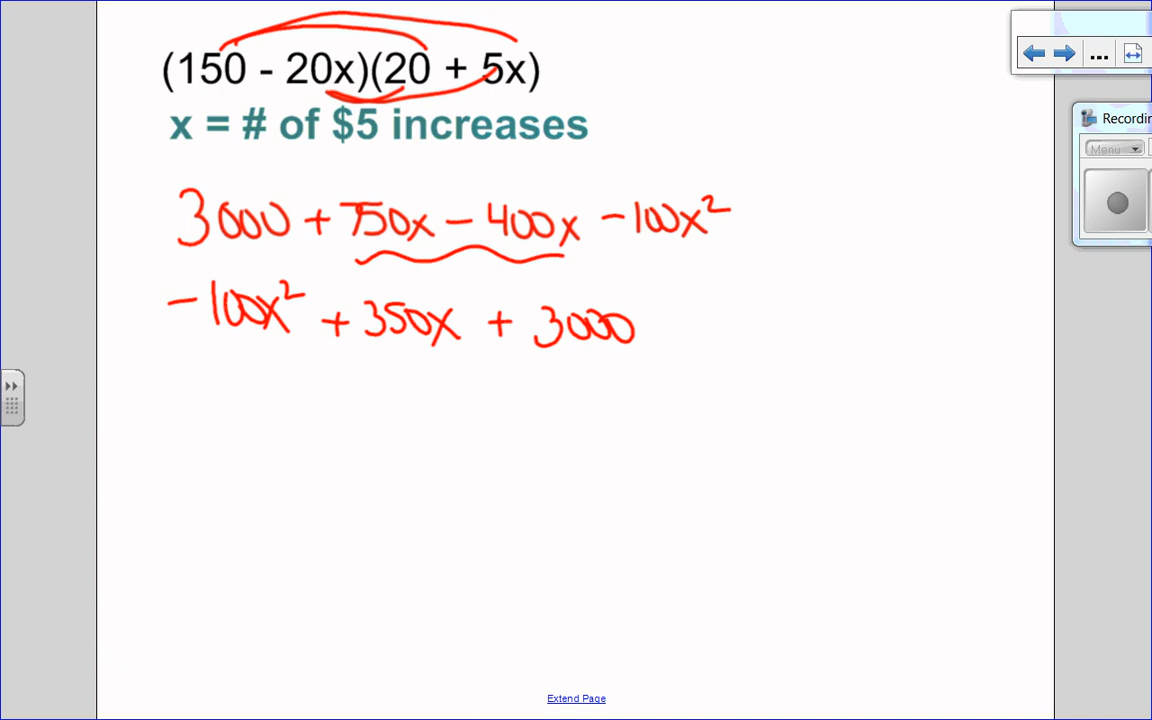 (150 - 20x)(20 + 5x)
x = # of $5 increases
3000 + 750x - 400x - 100x²
-100x² + 350x + 3000
...
Recordin
Menu
Extend Page